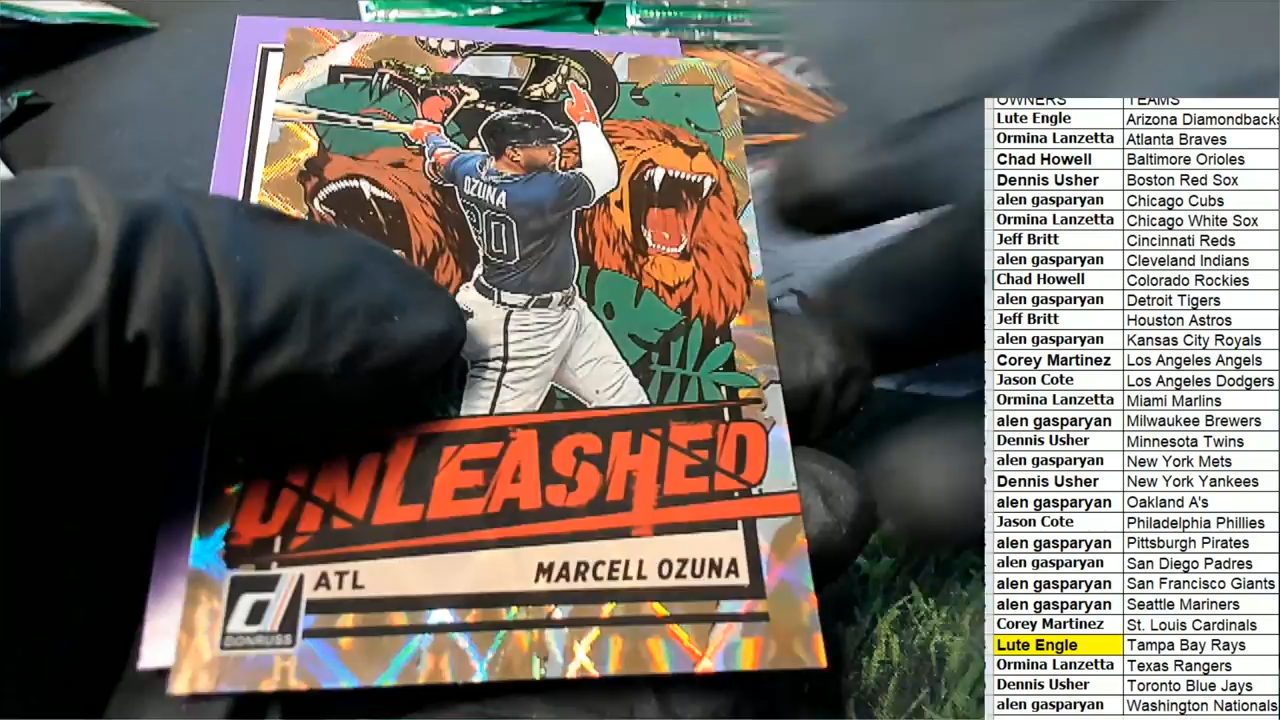 OZUNA
20
UNLEASHED
ATL MARCELL OZUNA
DONRUSS
OWNERS TEAMS
Lute Engle Arizona Diamondbacks
Ormina Lanzetta Atlanta Braves
Chad Howell Baltimore Orioles
Dennis Usher Boston Red Sox
alen gasparyan Chicago Cubs
Ormina Lanzetta Chicago White Sox
Jeff Britt Cincinnati Reds
alen gasparyan Cleveland Indians
Chad Howell Colorado Rockies
alen gasparyan Detroit Tigers
Jeff Britt Houston Astros
alen gasparyan Kansas City Royals
Corey Martinez Los Angeles Angels
Jason Cote Los Angeles Dodgers
Ormina Lanzetta Miami Marlins
alen gasparyan Milwaukee Brewers
Dennis Usher Minnesota Twins
alen gasparyan New York Mets
Dennis Usher New York Yankees
alen gasparyan Oakland A's
Jason Cote Philadelphia Phillies
alen gasparyan Pittsburgh Pirates
alen gasparyan San Diego Padres
alen gasparyan San Francisco Giants
alen gasparyan Seattle Mariners
Corey Martinez St. Louis Cardinals
Lute Engle Tampa Bay Rays
Ormina Lanzetta Texas Rangers
Dennis Usher Toronto Blue Jays
alen gasparyan Washington Nationals